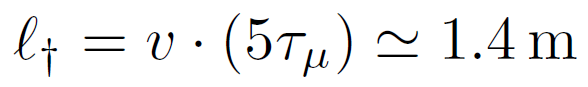 ℓ† = v · (5τμ) ≃ 1.4 m